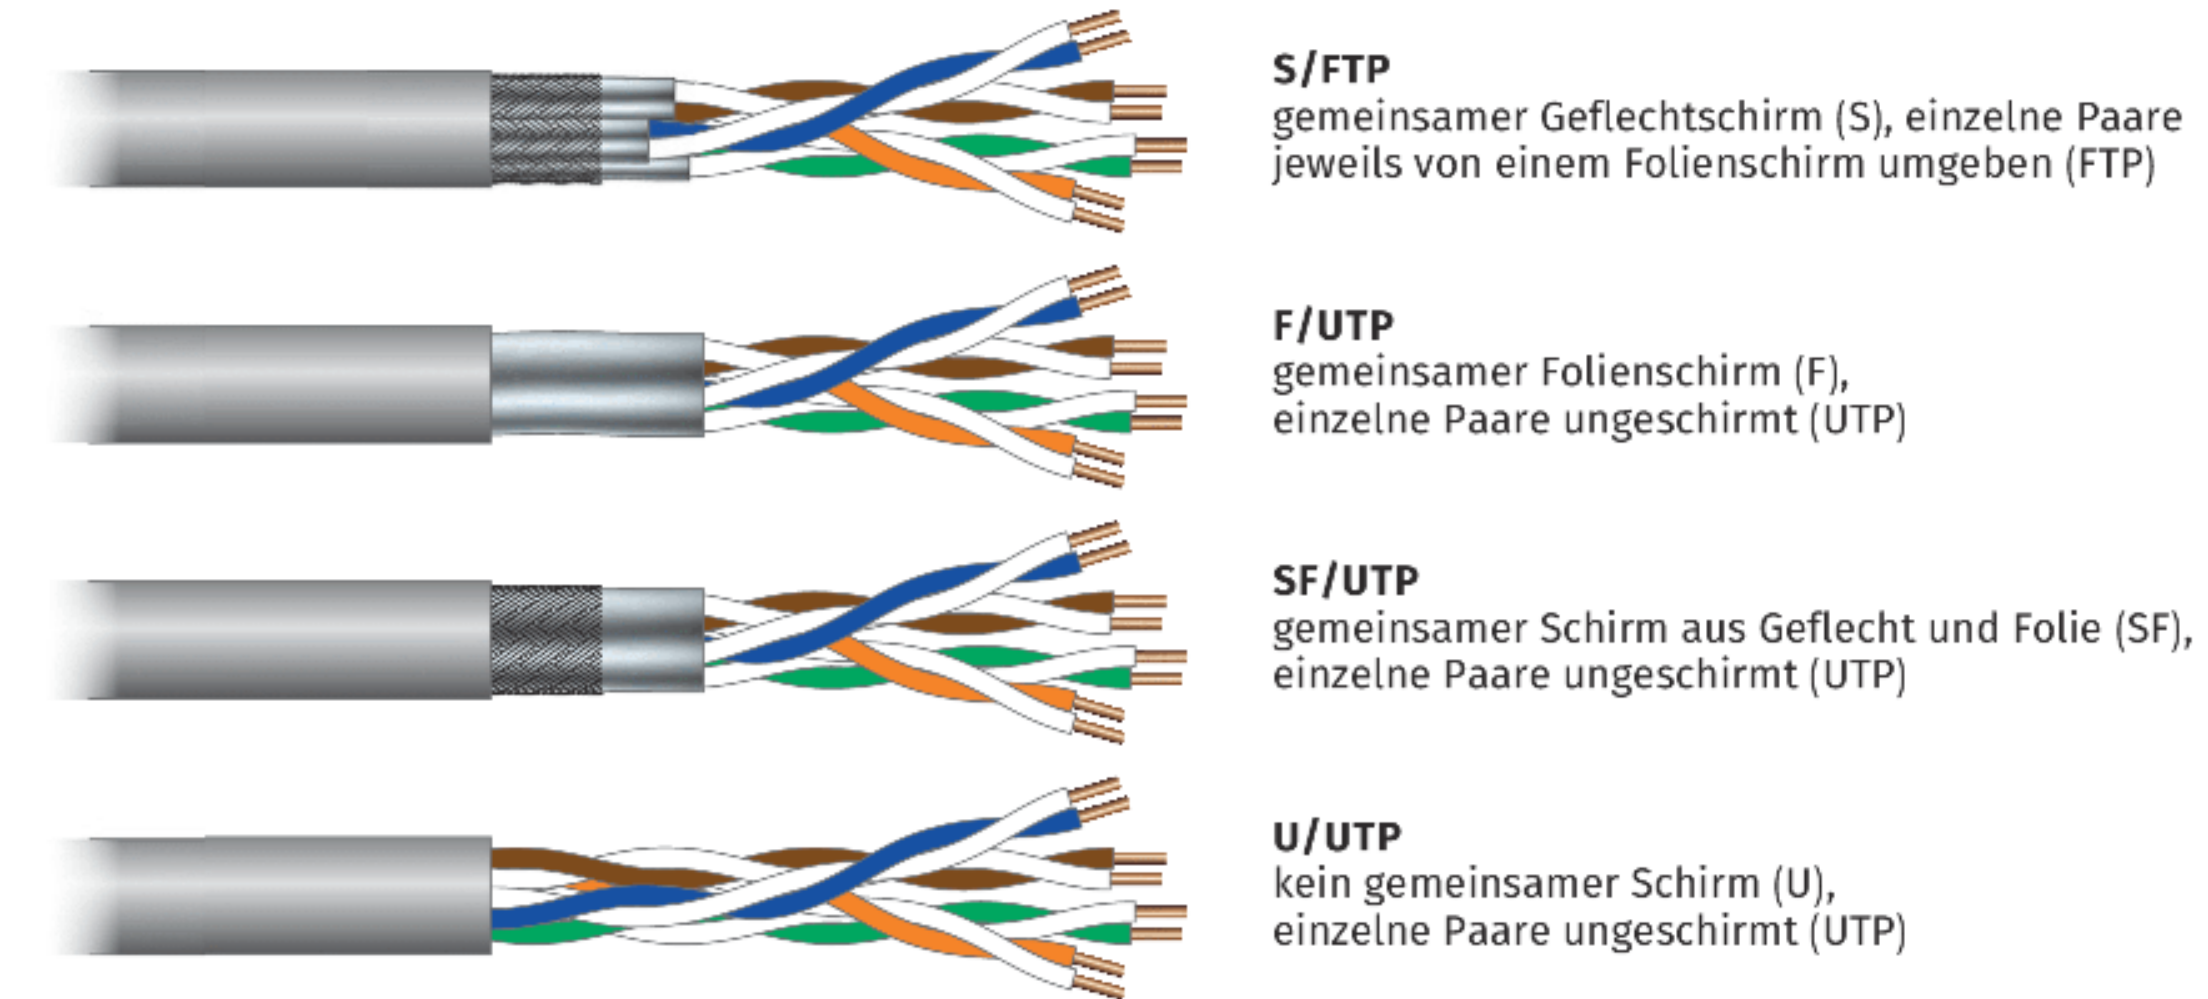 S/FTP
gemeinsamer Geflechtschirm (S), einzelne Paare
jeweils von einem Folienschirm umgeben (FTP)
F/UTP
gemeinsamer Folienschirm (F),
einzelne Paare ungeschirmt (UTP)
SF/UTP
gemeinsamer Schirm aus Geflecht und Folie (SF),
einzelne Paare ungeschirmt (UTP)
U/UTP
kein gemeinsamer Schirm (U),
einzelne Paare ungeschirmt (UTP)